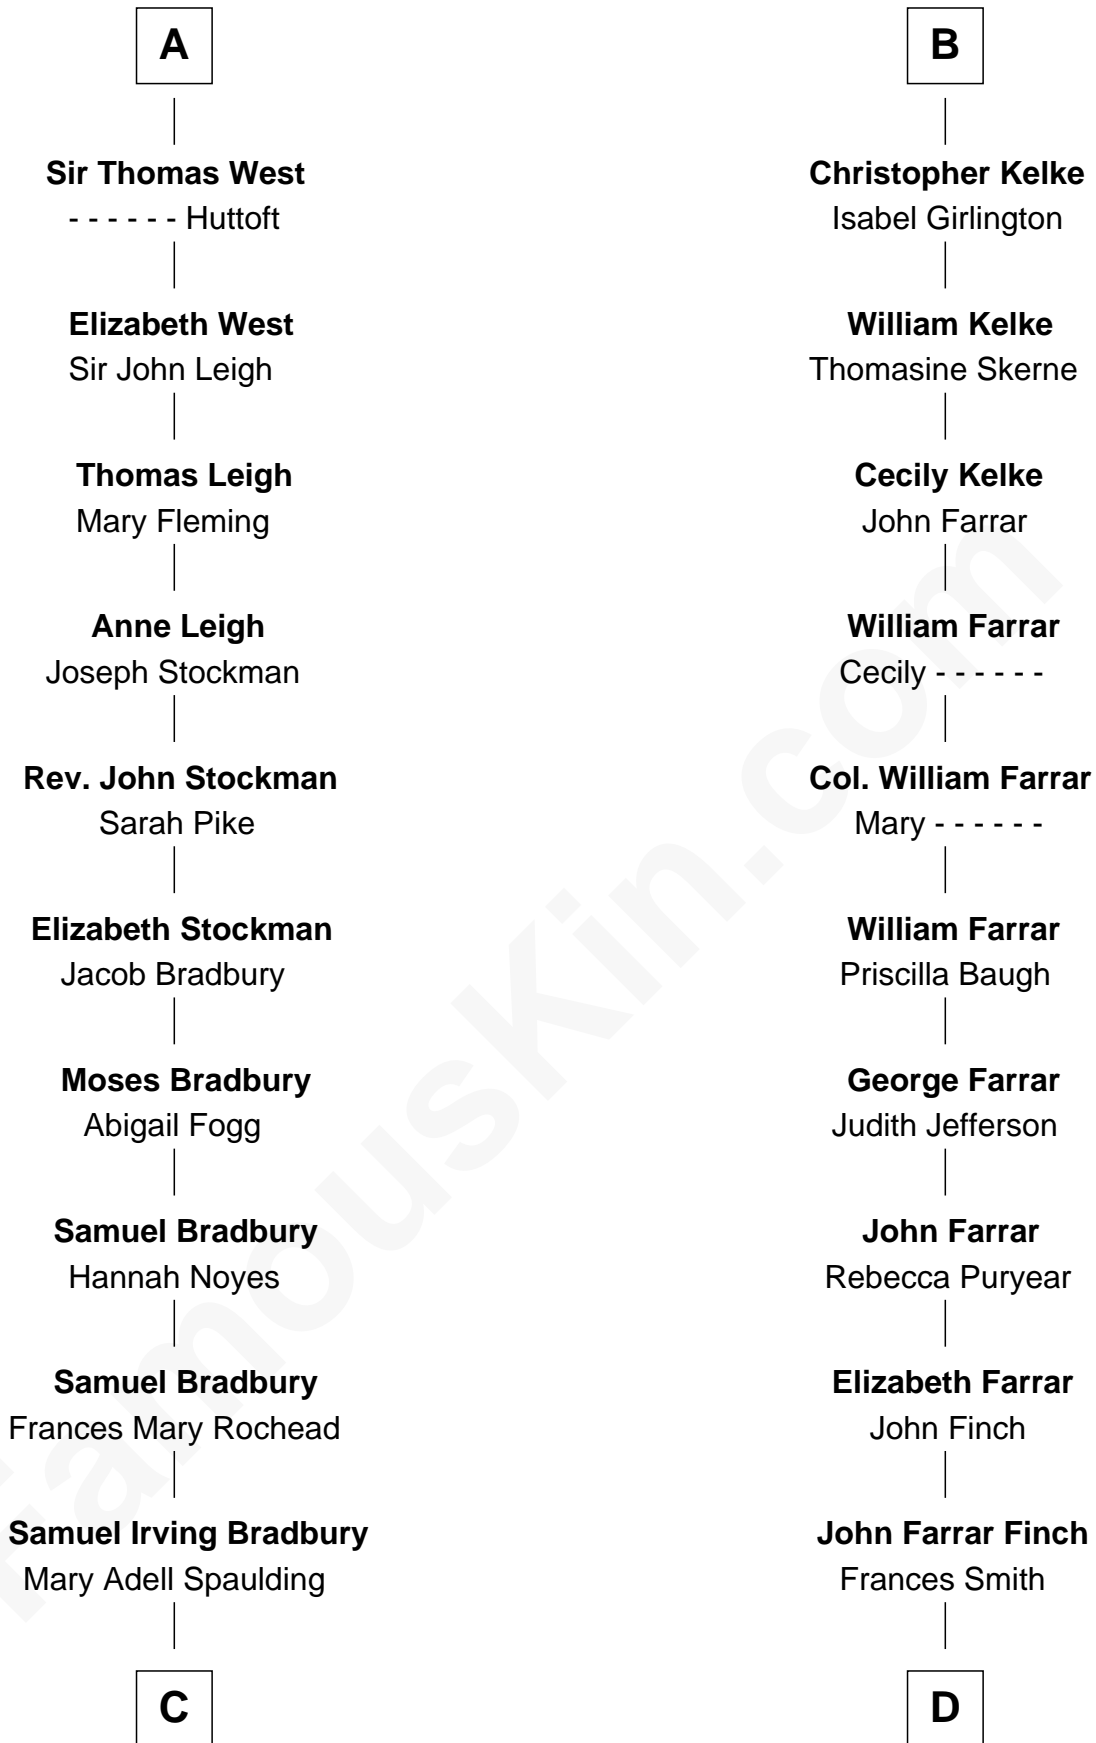 A
Sir Thomas West
- - - - - - Huttoft
Elizabeth West
Sir John Leigh
Thomas Leigh
Mary Fleming
Anne Leigh
Joseph Stockman
Rev. John Stockman
Sarah Pike
Elizabeth Stockman
Jacob Bradbury
Moses Bradbury
Abigail Fogg
Samuel Bradbury
Hannah Noyes
Samuel Bradbury
Frances Mary Rochead
Samuel Irving Bradbury
Mary Adell Spaulding
C
B
Christopher Kelke
Isabel Girlington
William Kelke
Thomasine Skerne
Cecily Kelke
John Farrar
William Farrar
Cecily - - - - - -
Col. William Farrar
Mary - - - - - -
William Farrar
Priscilla Baugh
George Farrar
Judith Jefferson
John Farrar
Rebecca Puryear
Elizabeth Farrar
John Finch
John Farrar Finch
Frances Smith
D
FamousKin.com